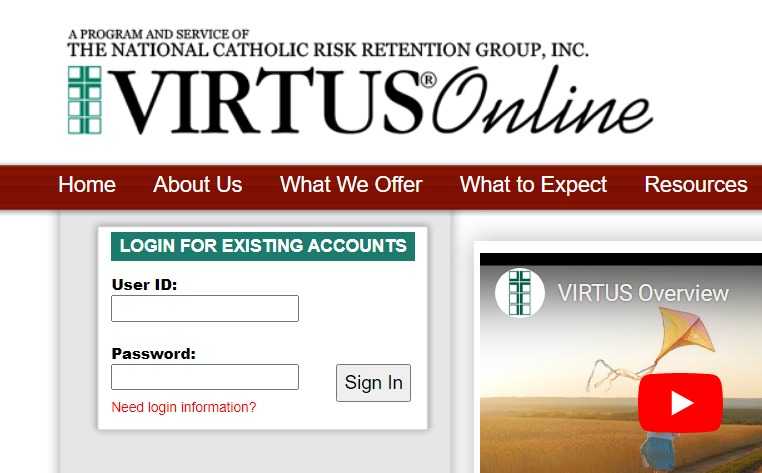 A PROGRAM AND SERVICE OF
THE NATIONAL CATHOLIC RISK RETENTION GROUP, INC.
VIRTUS® Online
Home About Us What We Offer What to Expect Resources
LOGIN FOR EXISTING ACCOUNTS
User ID:
Password:
Sign In
Need login information?
VIRTUS Overview